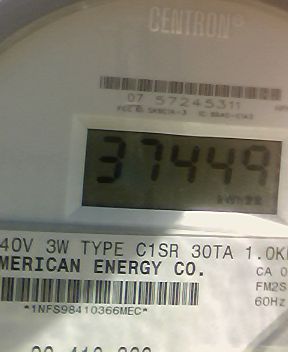 CENTRON®
07 57245311
37449
40V 3W TYPE C1SR 30TA 1.0K
MERICAN ENERGY CO.
CA 0
FM2S
60Hz
*1NFS98410366MEC*